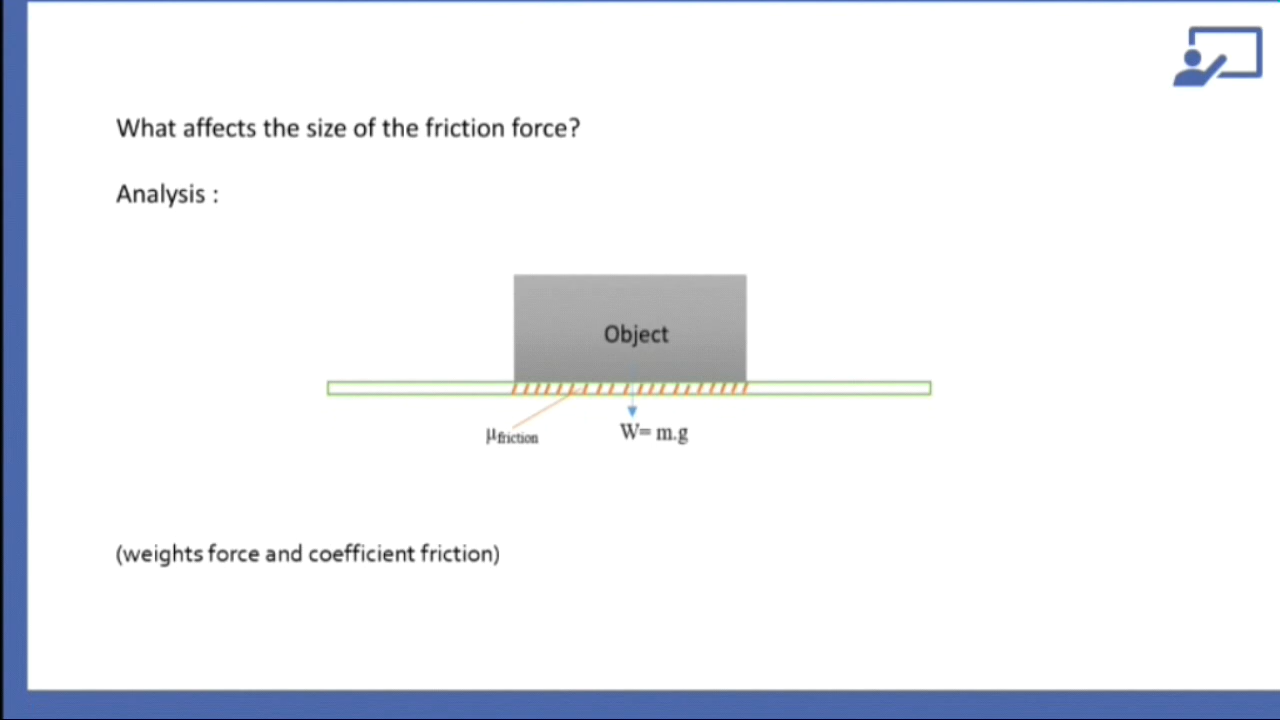 What affects the size of the friction force?
Analysis :
Object
μfriction
W= m.g
(weights force and coefficient friction)